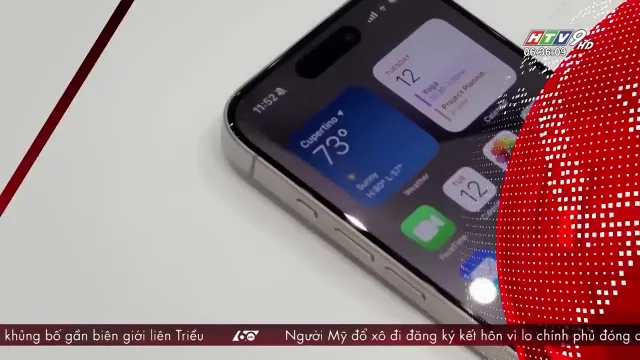 HTV9 HD
06:36:09
11:52
TUESDAY
12
Yoga
Project Plannin
Cupertino
73°
Sunny
H:80° L:57°
Weather
TUE
12
FaceTime
khủng bố gần biên giới liên Triều
60
Người Mỹ đổ xô đi đăng ký kết hôn vì lo chính phủ đóng c